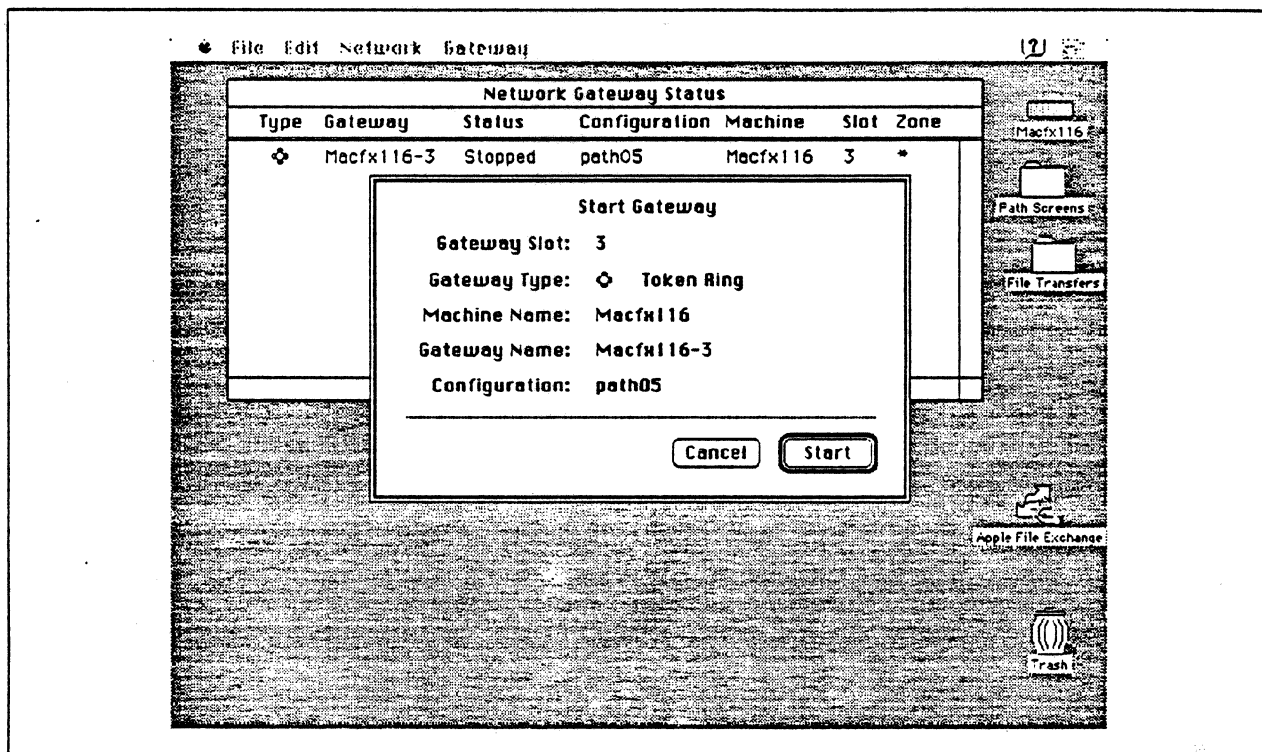 File Edit Network Gateway
Network Gateway Status
Type Gateway Status Configuration Machine Slot Zone
Macfx116-3 Stopped path05 Macfx116 3 *
Start Gateway
Gateway Slot: 3
Gateway Type: Token Ring
Machine Name: Macfx116
Gateway Name: Macfx116-3
Configuration: path05
Cancel Start
Macfx116
Path Screens
File Transfers
Apple File Exchange
Trash